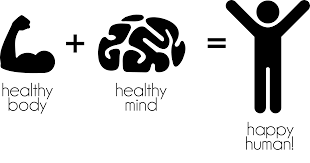 + =
healthy body
healthy mind
happy human!